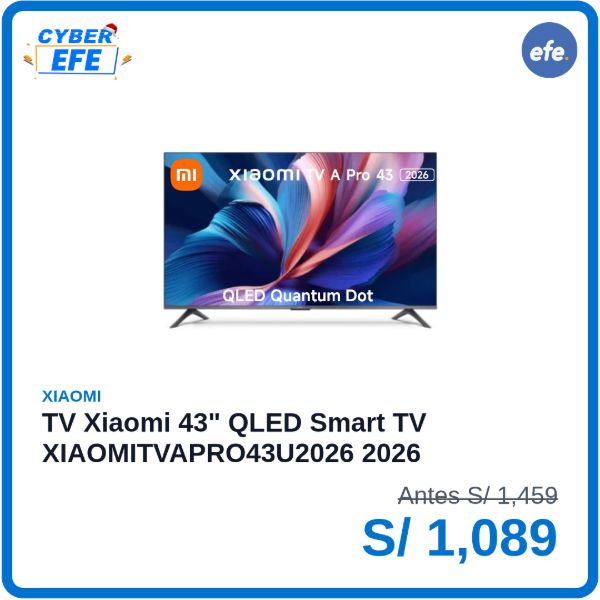 CYBER
EFE
efe.
mi
xiaomi TV A Pro 43 2026
QLED Quantum Dot
XIAOMI
TV Xiaomi 43" QLED Smart TV
XIAOMITVAPRO43U2026 2026
Antes S/ 1,459
S/ 1,089